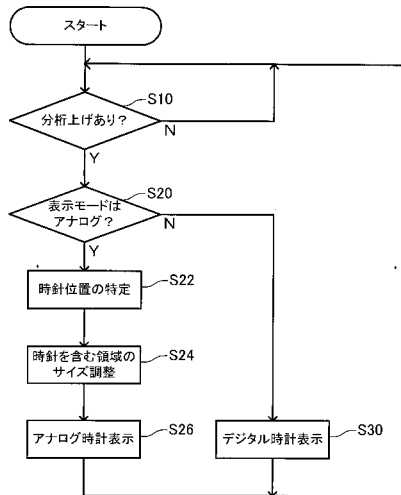 スタート
S10
分析上げあり?
N
Y
S20
表示モードは
アナログ?
N
Y
S22
時針位置の特定
S24
時針を含む領域の
サイズ調整
S26
アナログ時計表示
S30
デジタル時計表示